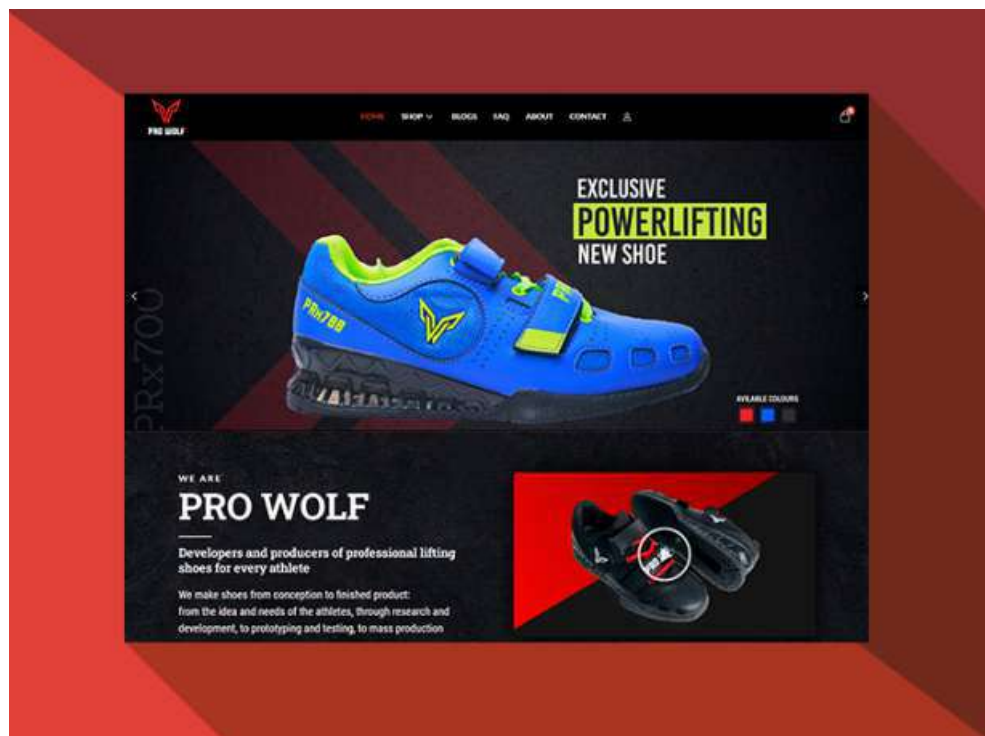 PRO WOLF
HOME SHOP BLOGS FAQ ABOUT CONTACT
EXCLUSIVE
POWERLIFTING
NEW SHOE
PRx700
AVILABLE COLOURS
WE ARE
PRO WOLF
Developers and producers of professional lifting
shoes for every athlete
We make shoes from conception to finished product:
from the idea and needs of the athletes, through research and
development, to prototyping and testing, to mass production